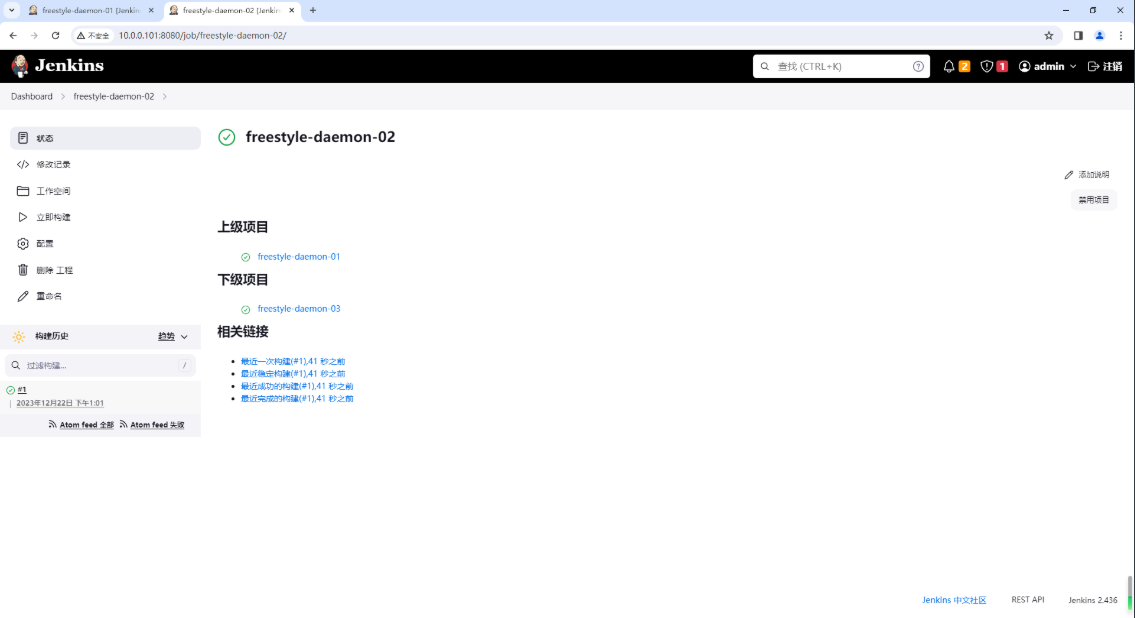 freestyle-daemon-01 [Jenkin
freestyle-daemon-02 [Jenkin
不安全
10.0.0.101:8080/job/freestyle-daemon-02/
Jenkins
查找 (CTRL+K)
2
1
admin
注销
Dashboard
freestyle-daemon-02
状态
修改记录
工作空间
立即构建
配置
删除 工程
重命名
构建历史
趋势
过滤构建...
/
#1
2023年12月22日 下午1:01
Atom feed 全部
Atom feed 失败
freestyle-daemon-02
添加说明
禁用项目
上级项目
freestyle-daemon-01
下级项目
freestyle-daemon-03
相关链接
最近一次构建(#1),41 秒之前
最近稳定构建(#1),41 秒之前
最近成功的构建(#1),41 秒之前
最近完成的构建(#1),41 秒之前
Jenkins 中文社区
REST API
Jenkins 2.436